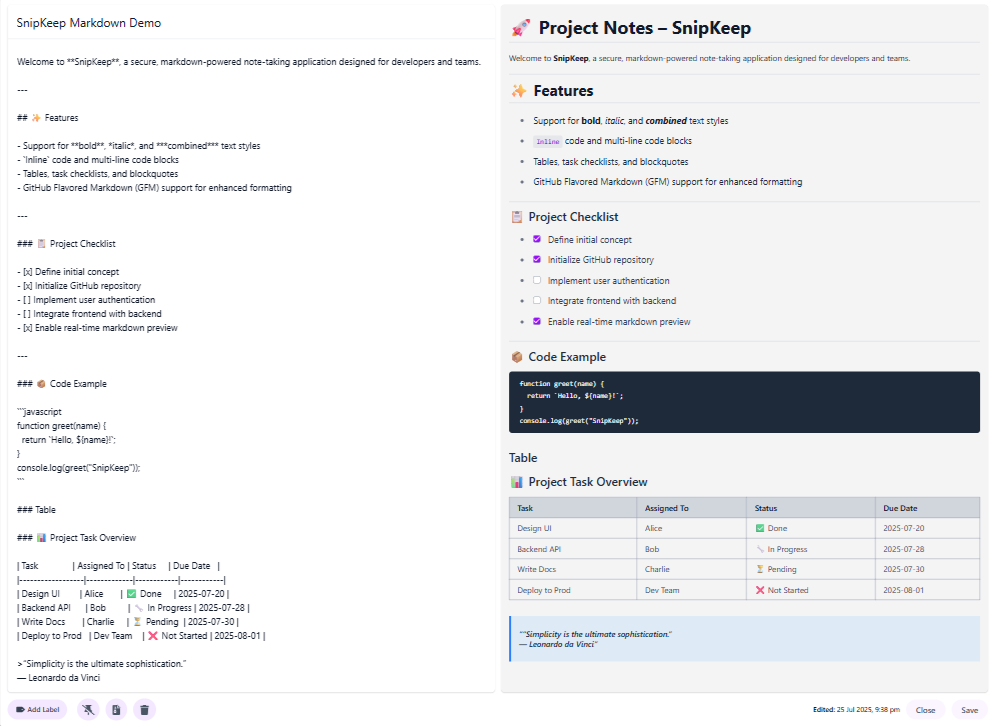 SnipKeep Markdown Demo
Welcome to **SnipKeep**, a secure, markdown-powered note-taking application designed for developers and teams.
---
## ✨ Features
- Support for **bold**, *italic*, and ***combined*** text styles
- `Inline` code and multi-line code blocks
- Tables, task checklists, and blockquotes
- GitHub Flavored Markdown (GFM) support for enhanced formatting
---
### 📋 Project Checklist
- [x] Define initial concept
- [x] Initialize GitHub repository
- [ ] Implement user authentication
- [ ] Integrate frontend with backend
- [x] Enable real-time markdown preview
---
### 📦 Code Example
```javascript
function greet(name) {
  return `Hello, ${name}!`;
}
console.log(greet("SnipKeep"));
```
### Table
### 📊 Project Task Overview
| Task | Assigned To | Status | Due Date |
|------------------|-------------|------------|-----------|
| Design UI | Alice | ✅ Done | 2025-07-20 |
| Backend API | Bob | 🔧 In Progress | 2025-07-28 |
| Write Docs | Charlie | ⏳ Pending | 2025-07-30 |
| Deploy to Prod | Dev Team | ❌ Not Started | 2025-08-01 |
>"Simplicity is the ultimate sophistication."
— Leonardo da Vinci
🚀 Project Notes – SnipKeep
Welcome to SnipKeep, a secure, markdown-powered note-taking application designed for developers and teams.
✨ Features
• Support for bold, italic, and combined text styles
• Inline code and multi-line code blocks
• Tables, task checklists, and blockquotes
• GitHub Flavored Markdown (GFM) support for enhanced formatting
📋 Project Checklist
• ☑ Define initial concept
• ☑ Initialize GitHub repository
• ☐ Implement user authentication
• ☐ Integrate frontend with backend
• ☑ Enable real-time markdown preview
📦 Code Example
function greet(name) {
  return `Hello, ${name}!`;
}
console.log(greet("SnipKeep"));
Table
📊 Project Task Overview
Task Assigned To Status Due Date
Design UI Alice ✅ Done 2025-07-20
Backend API Bob 🔧 In Progress 2025-07-28
Write Docs Charlie ⏳ Pending 2025-07-30
Deploy to Prod Dev Team ❌ Not Started 2025-08-01
""Simplicity is the ultimate sophistication."
— Leonardo da Vinci"
Add Label
Edited: 25 Jul 2025, 9:38 pm Close Save